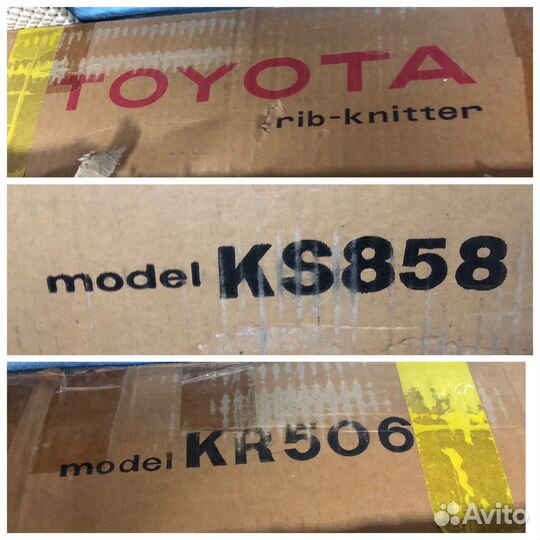 TOYOTA
rib-knitter
model KS858
model KR506
Avito